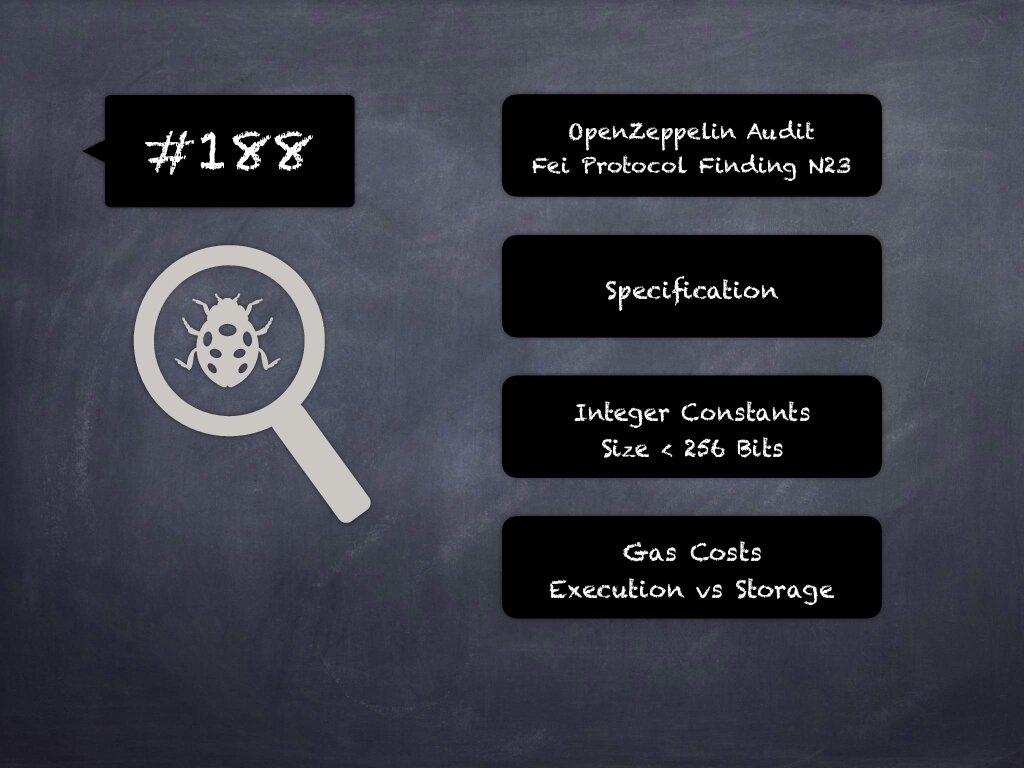 #188
OpenZeppelin Audit
Fei Protocol Finding N23
Specification
Integer Constants
Size < 256 Bits
Gas Costs
Execution vs Storage